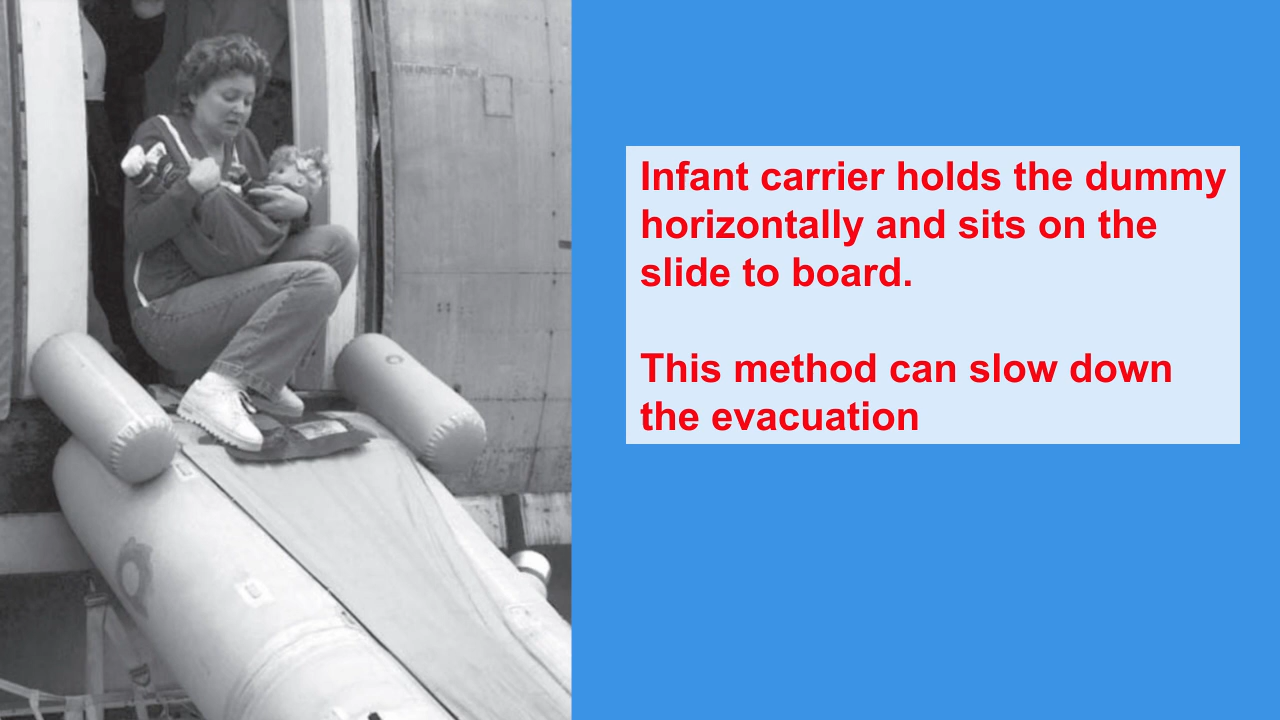 Infant carrier holds the dummy
horizontally and sits on the
slide to board.
This method can slow down
the evacuation